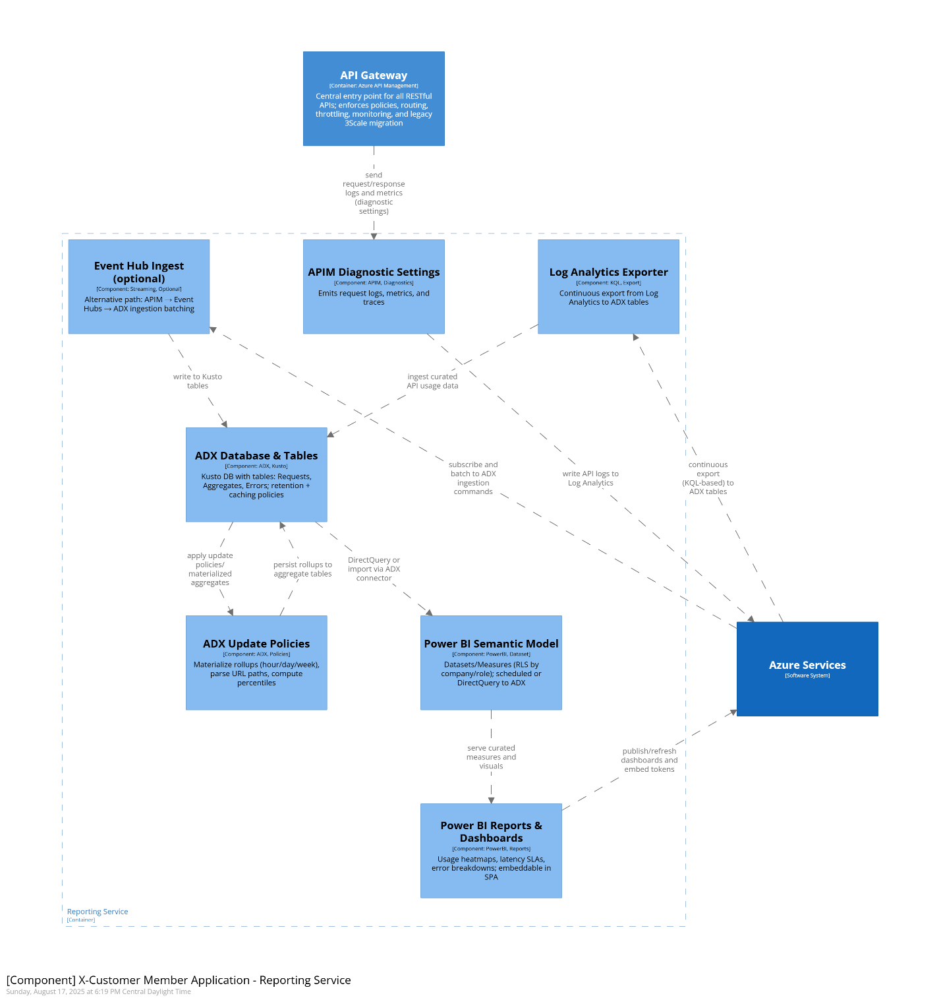 API Gateway
[Container: Azure API Management]
Central entry point for all RESTful
APIs; enforces policies, routing,
throttling, monitoring, and legacy
3Scale migration
send
request/response
logs and metrics
(diagnostic
settings)
Event Hub Ingest
(optional)
[Component: Streaming, Optional]
Alternative path: APIM → Event
Hubs → ADX ingestion batching
APIM Diagnostic Settings
[Component: APIM, Diagnostics]
Emits request logs, metrics, and
traces
Log Analytics Exporter
[Component: KQL, Export]
Continuous export from Log
Analytics to ADX tables
write to Kusto
tables
ingest curated
API usage data
ADX Database & Tables
[Component: ADX, Kusto]
Kusto DB with tables: Requests,
Aggregates, Errors; retention +
caching policies
subscribe and
batch to ADX
ingestion
commands
write API logs to
Log Analytics
continuous
export
(KQL-based) to
ADX tables
apply update
policies/
materialized
aggregates
persist rollups to
aggregate tables
DirectQuery or
import via ADX
connector
ADX Update Policies
[Component: ADX, Policies]
Materialize rollups (hour/day/week),
parse URL paths, compute
percentiles
Power BI Semantic Model
[Component: PowerBI, Dataset]
Datasets/Measures (RLS by
company/role); scheduled or
DirectQuery to ADX
Azure Services
[Software System]
serve curated
measures and
visuals
publish/refresh
dashboards and
embed tokens
Power BI Reports &
Dashboards
[Component: PowerBI, Reports]
Usage heatmaps, latency SLAs,
error breakdowns; embeddable in
SPA
Reporting Service
[Container]
[Component] X-Customer Member Application - Reporting Service
Sunday, August 17, 2025 at 6:19 PM Central Daylight Time